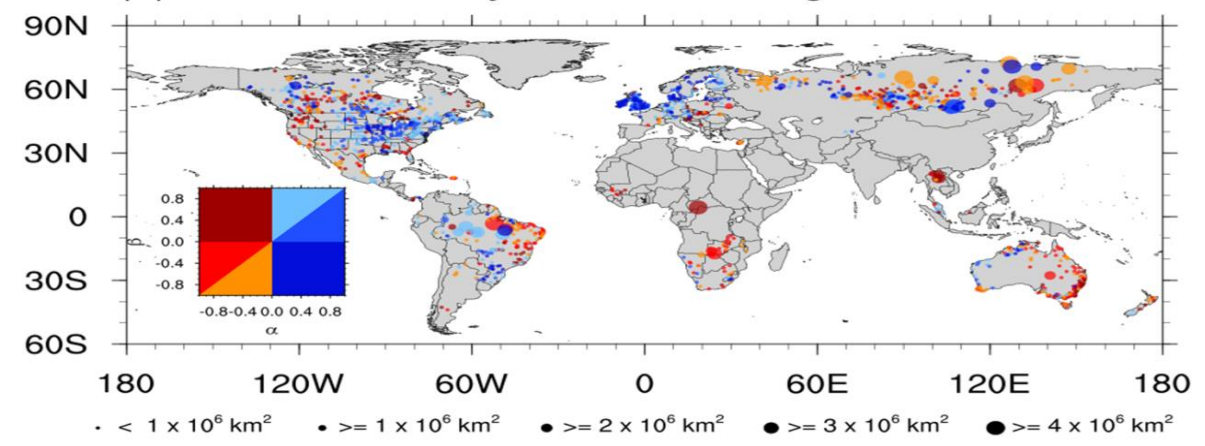 90N
60N
30N
0
30S
60S
0.8
0.4
0.0
-0.4
-0.8
β
-0.8-0.4 0.0 0.4 0.8
α
180 120W 60W 0 60E 120E 180
< 1 x 10⁶ km² >= 1 x 10⁶ km² >= 2 x 10⁶ km² >= 3 x 10⁶ km² >= 4 x 10⁶ km²